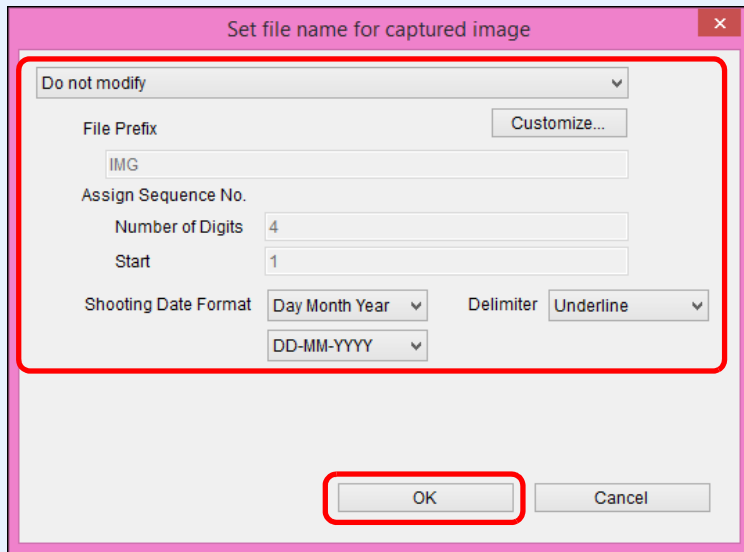 Set file name for captured image
Do not modify
File Prefix Customize...
IMG
Assign Sequence No.
Number of Digits 4
Start 1
Shooting Date Format Day Month Year Delimiter Underline
DD-MM-YYYY
OK Cancel